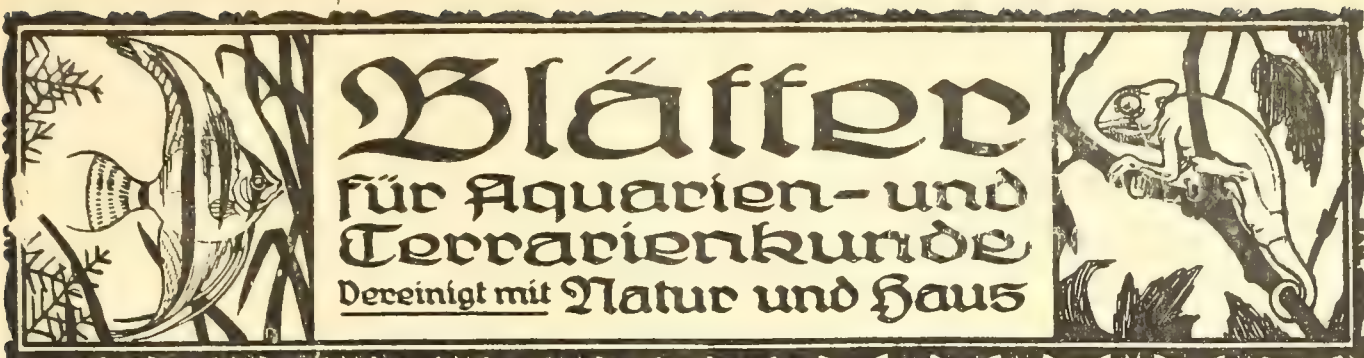 Blätter
für Aquarien- und
Terrarienkunde
Vereinigt mit Natur und Haus